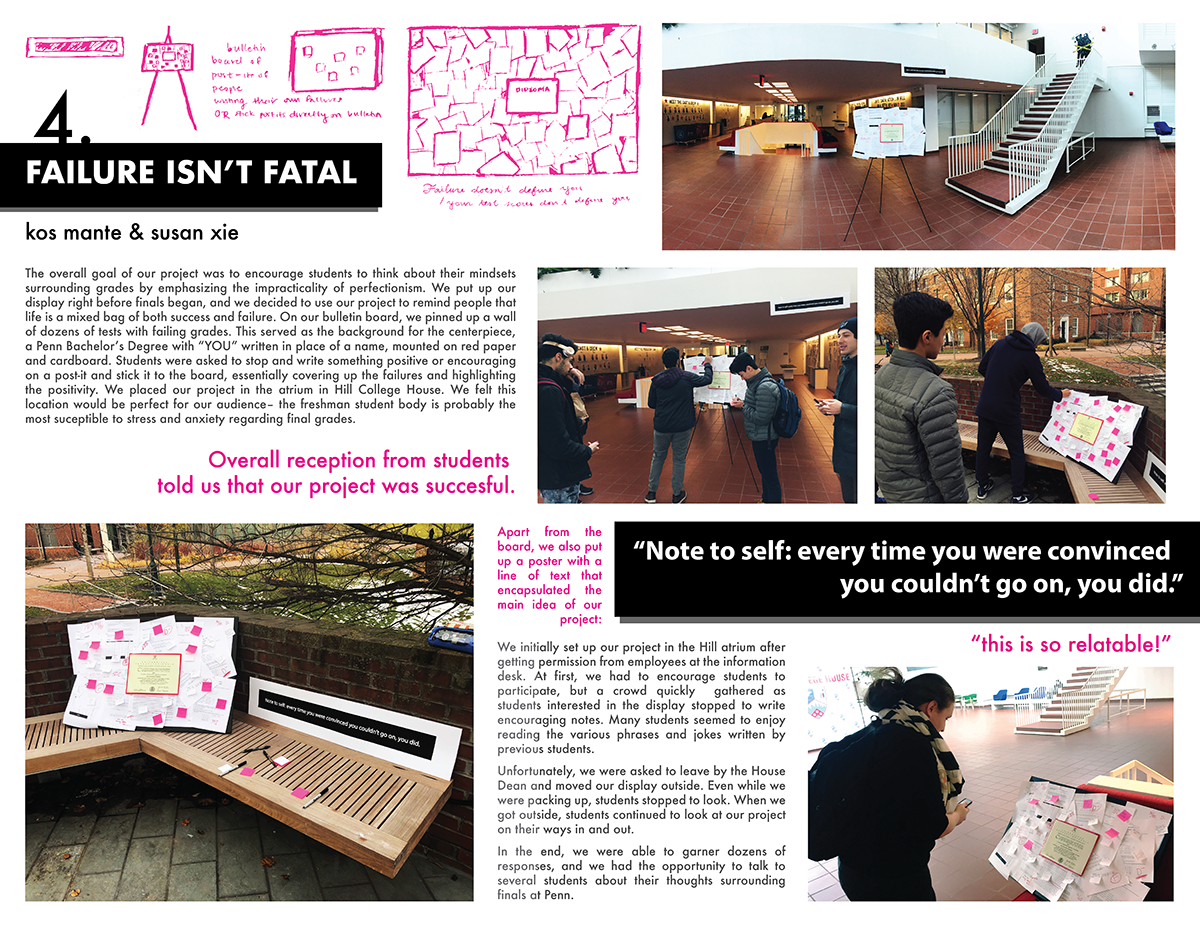 bulletin
board of
post-its of
people
writing their own failures
OR stick postits directly on bulletin
DIPLOMA
Failure doesn't define you
/ your test scores don't define you
4.
FAILURE ISN'T FATAL
kos mante & susan xie
The overall goal of our project was to encourage students to think about their mindsets
surrounding grades by emphasizing the impracticality of perfectionism. We put up our
display right before finals began, and we decided to use our project to remind people that
life is a mixed bag of both success and failure. On our bulletin board, we pinned up a wall
of dozens of tests with failing grades. This served as the background for the centerpiece,
a Penn Bachelor's Degree with "YOU" written in place of a name, mounted on red paper
and cardboard. Students were asked to stop and write something positive or encouraging
on a post-it and stick it to the board, essentially covering up the failures and highlighting
the positivity. We placed our project in the atrium in Hill College House. We felt this
location would be perfect for our audience– the freshman student body is probably the
most suceptible to stress and anxiety regarding final grades.
Overall reception from students
told us that our project was succesful.
Note to self: every time you were convinced you couldn't go on, you did.
Apart from the
board, we also put
up a poster with a
line of text that
encapsulated the
main idea of our
project:
"Note to self: every time you were convinced
you couldn't go on, you did."
"this is so relatable!"
We initially set up our project in the Hill atrium after
getting permission from employees at the information
desk. At first, we had to encourage students to
participate, but a crowd quickly gathered as
students interested in the display stopped to write
encouraging notes. Many students seemed to enjoy
reading the various phrases and jokes written by
previous students.
Unfortunately, we were asked to leave by the House
Dean and moved our display outside. Even while we
were packing up, students stopped to look. When we
got outside, students continued to look at our project
on their ways in and out.
In the end, we were able to garner dozens of
responses, and we had the opportunity to talk to
several students about their thoughts surrounding
finals at Penn.